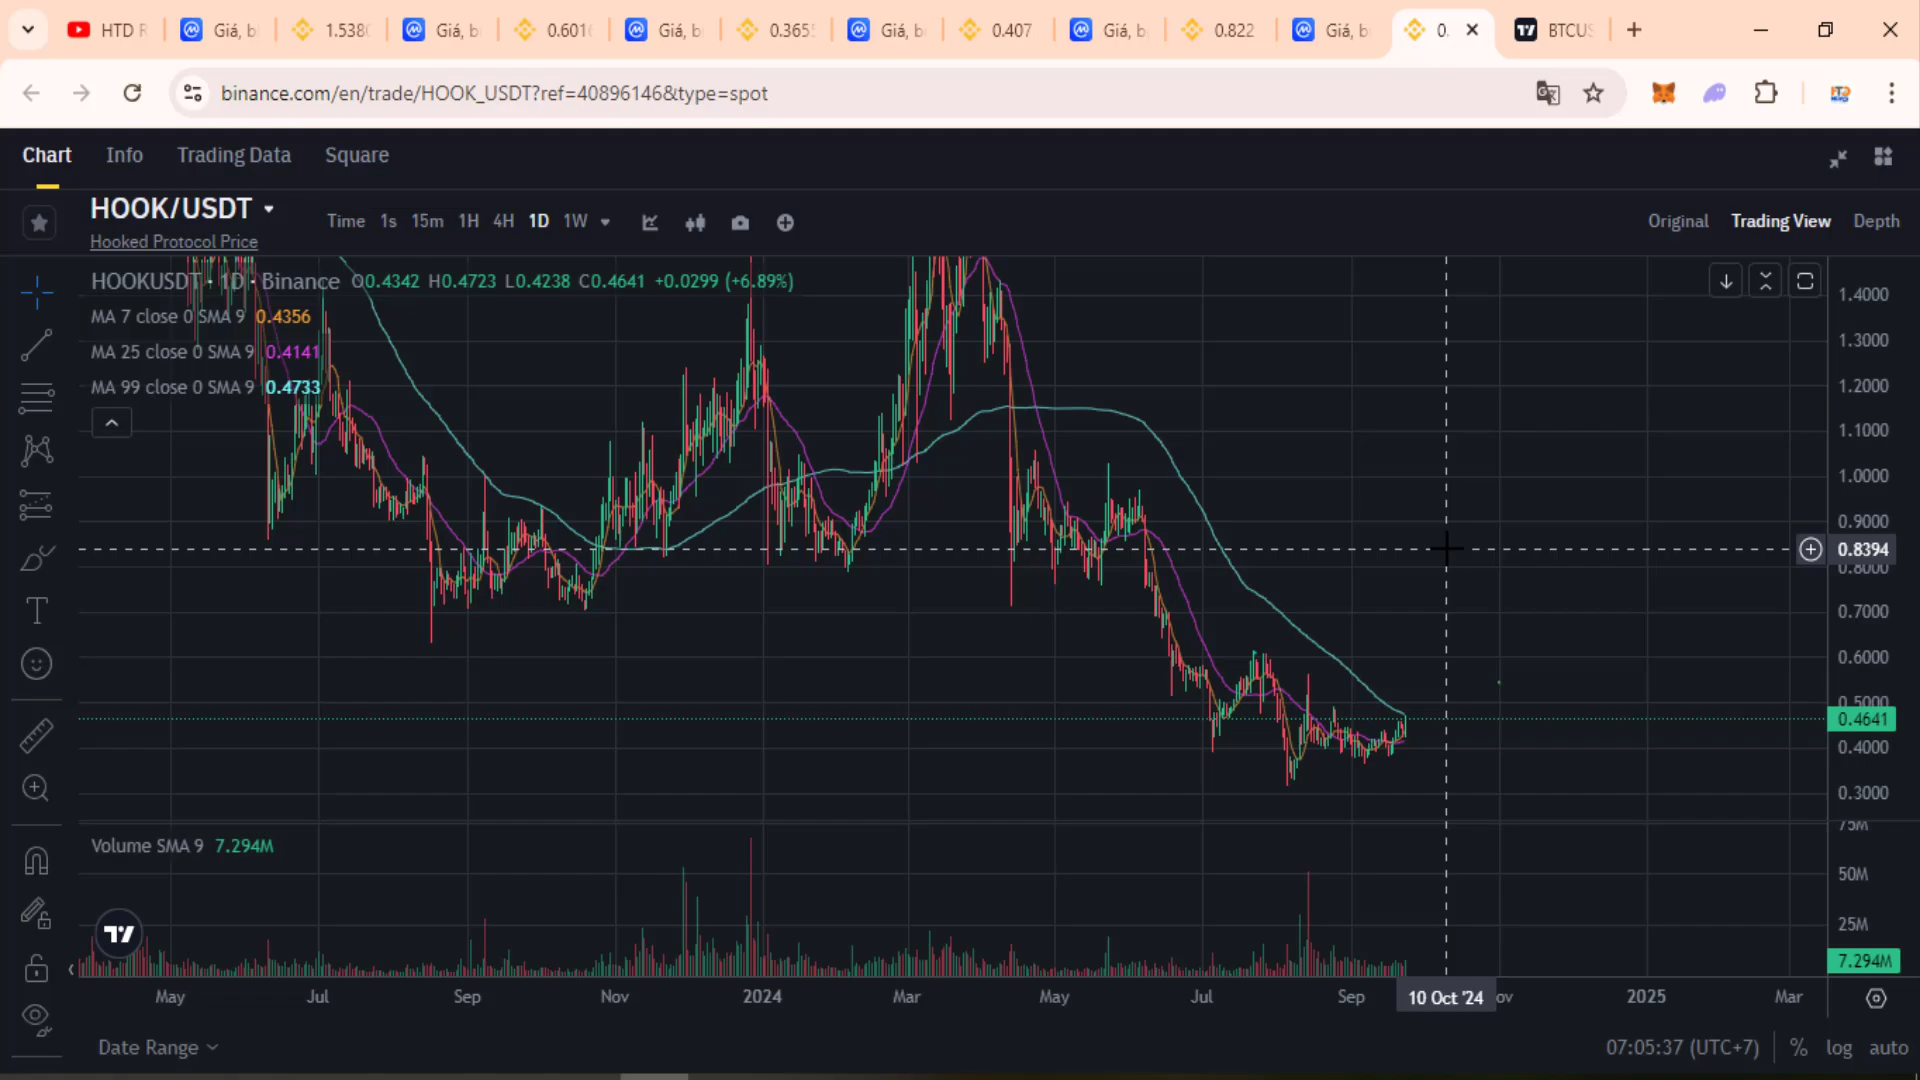 HTD R
Giá, b
1.538
Giá, b
0.601
Giá, b
0.365
Giá, b
0.407
Giá, b
0.822
Giá, b
0.
BTCUS
binance.com/en/trade/HOOK_USDT?ref=40896146&type=spot
Chart Info Trading Data Square
HOOK/USDT
Hooked Protocol Price
Time 1s 15m 1H 4H 1D 1W
Original Trading View Depth
HOOKUSDT · 1D · Binance O0.4342 H0.4723 L0.4238 C0.4641 +0.0299 (+6.89%)
MA 7 close 0 SMA 9 0.4356
MA 25 close 0 SMA 9 0.4141
MA 99 close 0 SMA 9 0.4733
1.4000
1.3000
1.2000
1.1000
1.0000
0.9000
0.8394
0.8000
0.7000
0.6000
0.5000
0.4641
0.4000
0.3000
Volume SMA 9 7.294M
75M
50M
25M
7.294M
May Jul Sep Nov 2024 Mar May Jul Sep 10 Oct '24 ov 2025 Mar
Date Range
07:05:37 (UTC+7) % log auto